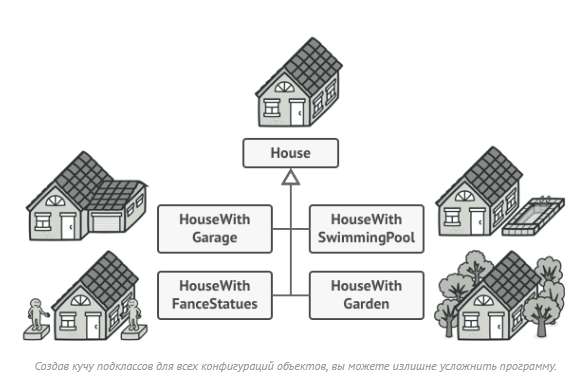 House
HouseWith
Garage
HouseWith
SwimmingPool
HouseWith
FanceStatues
HouseWith
Garden
Создав кучу подклассов для всех конфигураций объектов, вы можете излишне усложнить программу.